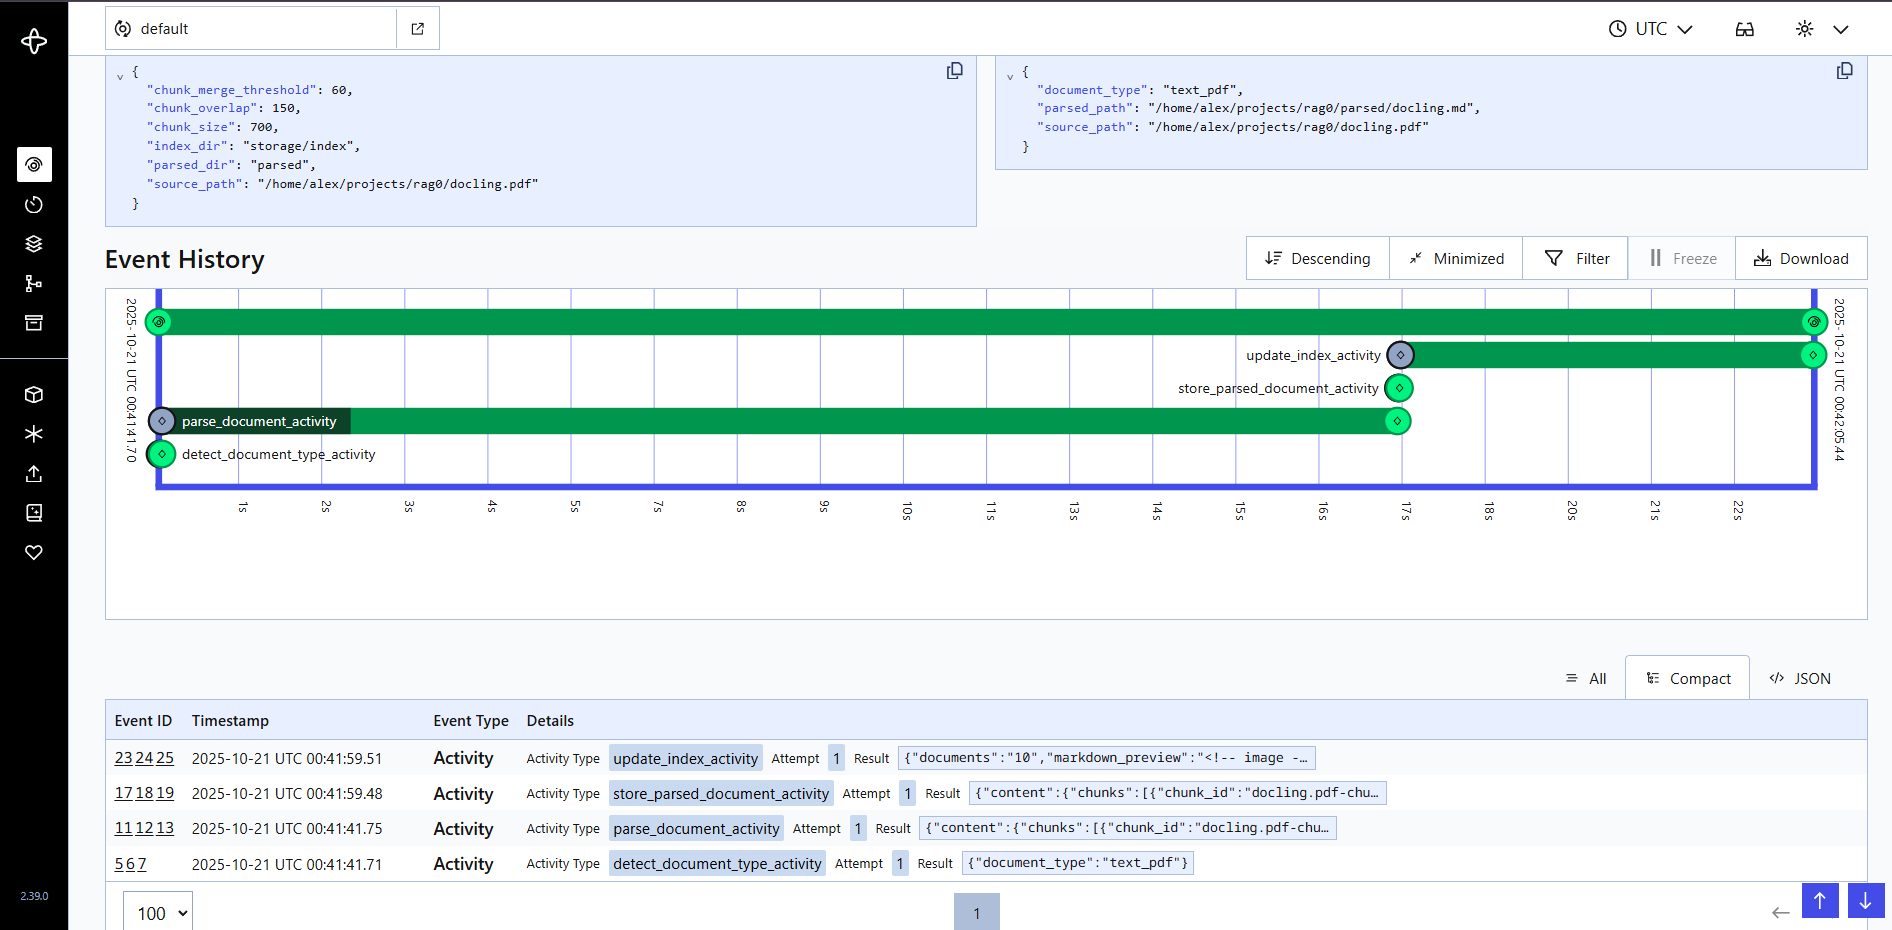 default
UTC
{
"chunk_merge_threshold": 60,
"chunk_overlap": 150,
"chunk_size": 700,
"index_dir": "storage/index",
"parsed_dir": "parsed",
"source_path": "/home/alex/projects/rag0/docling.pdf"
}
{
"document_type": "text_pdf",
"parsed_path": "/home/alex/projects/rag0/parsed/docling.md",
"source_path": "/home/alex/projects/rag0/docling.pdf"
}
Event History
Descending
Minimized
Filter
Freeze
Download
2025-10-21 UTC 00:41:41.70
2025-10-21 UTC 00:42:05.44
update_index_activity
store_parsed_document_activity
parse_document_activity
detect_document_type_activity
1s 2s 3s 4s 5s 7s 8s 9s 10s 11s 13s 14s 15s 16s 17s 18s 20s 21s 22s
All
Compact
JSON
Event ID Timestamp Event Type Details
23 24 25 2025-10-21 UTC 00:41:59.51 Activity Activity Type update_index_activity Attempt 1 Result {"documents":"10","markdown_preview":"<!-- image -…
17 18 19 2025-10-21 UTC 00:41:59.48 Activity Activity Type store_parsed_document_activity Attempt 1 Result {"content":{"chunks":[{"chunk_id":"docling.pdf-chu…
11 12 13 2025-10-21 UTC 00:41:41.75 Activity Activity Type parse_document_activity Attempt 1 Result {"content":{"chunks":[{"chunk_id":"docling.pdf-chu…
5 6 7 2025-10-21 UTC 00:41:41.71 Activity Activity Type detect_document_type_activity Attempt 1 Result {"document_type":"text_pdf"}
2.39.0
100
1